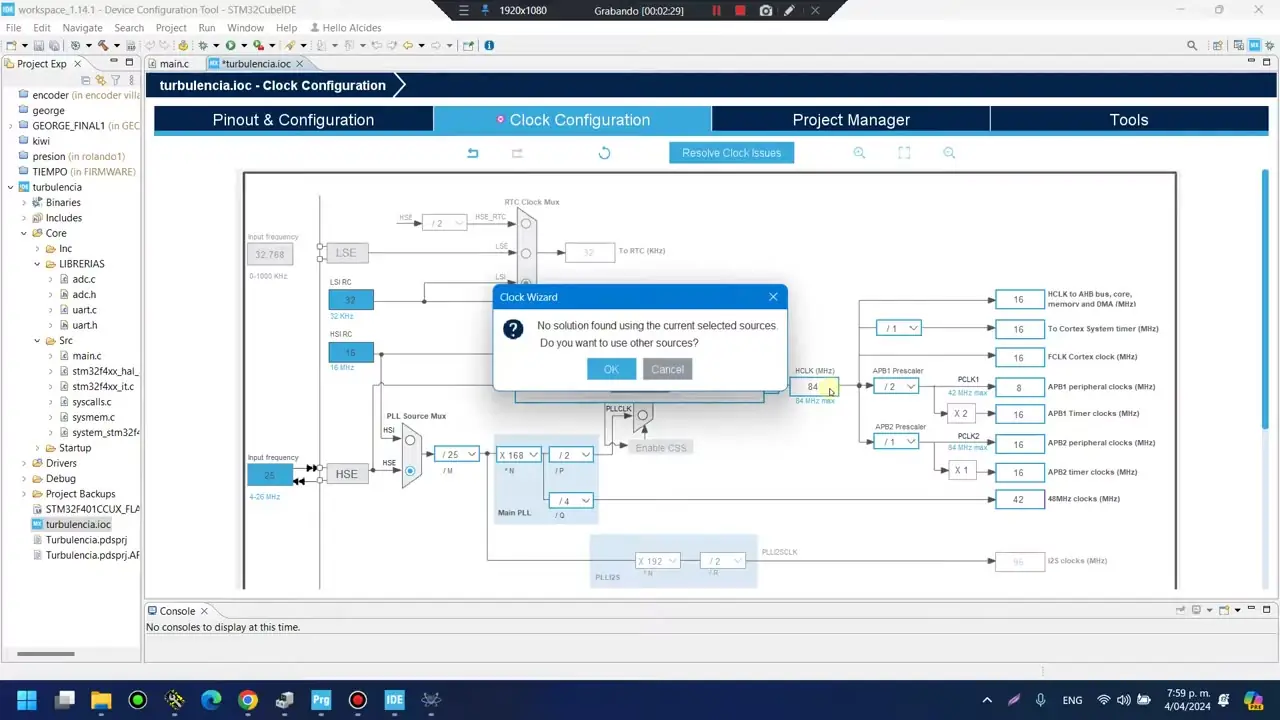 workspace_1.14.1 - Device Configuration Tool - STM32CubeIDE
1920x1080
Grabando [00:02:29]
File Edit Navigate Search Project Run Window Help Hello Alcides
Project Exp
main.c
*turbulencia.ioc
turbulencia.ioc - Clock Configuration
Pinout & Configuration
Clock Configuration
Project Manager
Tools
Resolve Clock Issues
encoder (in encoder villa
george
GEORGE_FINAL1 (in GEO
kiwi
presion (in rolando1)
TIEMPO (in FIRMWARE)
turbulencia
Binaries
Includes
Core
Inc
LIBRERIAS
adc.c
adc.h
uart.c
uart.h
Src
main.c
stm32f4xx_hal_
stm32f4xx_it.c
syscalls.c
sysmem.c
system_stm32f4
Startup
Drivers
Debug
Project Backups
STM32F401CCUX_FLA
turbulencia.ioc
Turbulencia.pdsprj
Turbulencia.pdsprj.AF
RTC Clock Mux
HSE
/ 2
HSE_RTC
Input frequency
32.768
0-1000 KHz
LSE
LSE
32
To RTC (KHz)
LSI RC
32
32 KHz
LSI
HSI RC
16
16 MHz
Clock Wizard
No solution found using the current selected sources.
Do you want to use other sources?
OK
Cancel
16
HCLK to AHB bus, core,
memory and DMA (MHz)
/ 1
16
To Cortex System timer (MHz)
16
FCLK Cortex clock (MHz)
HCLK (MHz)
84
84 MHz max
APB1 Prescaler
/ 2
PCLK1
42 MHz max
8
APB1 peripheral clocks (MHz)
X 2
16
APB1 Timer clocks (MHz)
APB2 Prescaler
/ 1
PCLK2
84 MHz max
16
APB2 peripheral clocks (MHz)
X 1
16
APB2 timer clocks (MHz)
42
48MHz clocks (MHz)
PLL Source Mux
HSI
HSE
Input frequency
25
4-26 MHz
HSE
/ 25
/ M
X 168
* N
/ 2
/ P
/ 4
/ Q
Main PLL
PLLCLK
Enable CSS
X 192
* N
/ 2
/ R
PLLI2S
PLLI2SCLK
96
I2S clocks (MHz)
Console
No consoles to display at this time.
Prg
IDE
ENG
7:59 p. m.
4/04/2024